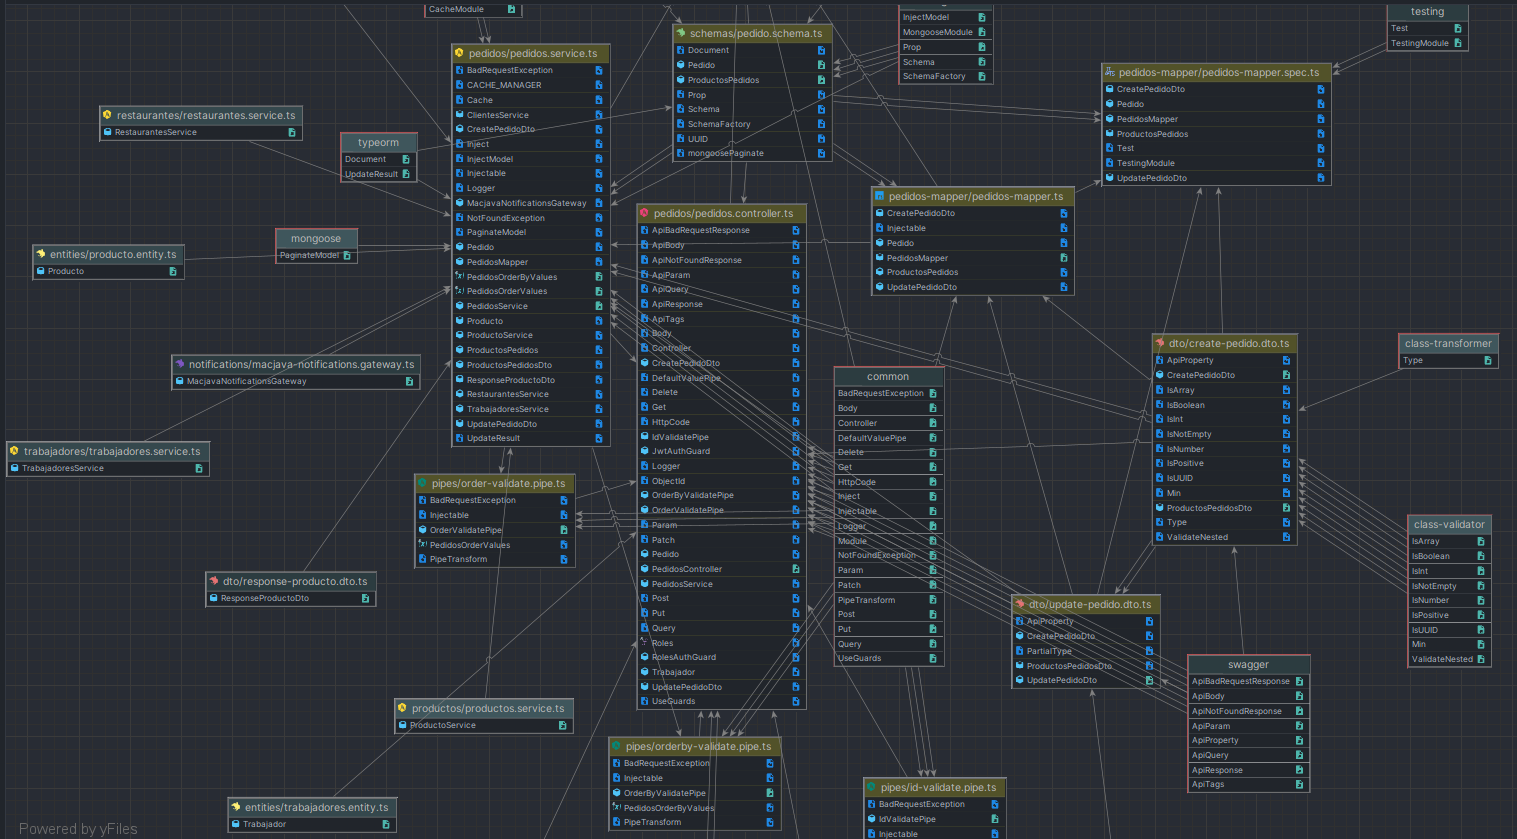 CacheModule
pedidos/pedidos.service.ts
BadRequestException
CACHE_MANAGER
Cache
ClientesService
CreatePedidoDto
Inject
InjectModel
Injectable
Logger
MacjavaNotificationsGateway
NotFoundException
PaginateModel
Pedido
PedidosMapper
PedidosOrderByValues
PedidosOrderValues
PedidosService
Producto
ProductoService
ProductosPedidos
ProductosPedidosDto
ResponseProductoDto
RestaurantesService
TrabajadoresService
UpdatePedidoDto
UpdateResult
restaurantes/restaurantes.service.ts
RestaurantesService
typeorm
Document
UpdateResult
mongoose
PaginateModel
entities/producto.entity.ts
Producto
notifications/macjava-notifications.gateway.ts
MacjavaNotificationsGateway
trabajadores/trabajadores.service.ts
TrabajadoresService
dto/response-producto.dto.ts
ResponseProductoDto
productos/productos.service.ts
ProductoService
entities/trabajadores.entity.ts
Trabajador
pipes/order-validate.pipe.ts
BadRequestException
Injectable
OrderValidatePipe
PedidosOrderValues
PipeTransform
schemas/pedido.schema.ts
Document
Pedido
ProductosPedidos
Prop
Schema
SchemaFactory
UUID
mongoosePaginate
InjectModel
MongooseModule
Prop
Schema
SchemaFactory
pedidos/pedidos.controller.ts
ApiBadRequestResponse
ApiBody
ApiNotFoundResponse
ApiParam
ApiQuery
ApiResponse
ApiTags
Body
Controller
CreatePedidoDto
DefaultValuePipe
Delete
Get
HttpCode
IdValidatePipe
JwtAuthGuard
Logger
ObjectId
OrderByValidatePipe
OrderValidatePipe
Param
Patch
Pedido
PedidosController
PedidosService
Post
Put
Query
Roles
RolesAuthGuard
Trabajador
UpdatePedidoDto
UseGuards
pipes/orderby-validate.pipe.ts
BadRequestException
Injectable
OrderByValidatePipe
PedidosOrderByValues
PipeTransform
common
BadRequestException
Body
Controller
DefaultValuePipe
Delete
Get
HttpCode
Inject
Injectable
Logger
Module
NotFoundException
Param
Patch
PipeTransform
Post
Put
Query
UseGuards
pipes/id-validate.pipe.ts
BadRequestException
IdValidatePipe
Injectable
pedidos-mapper/pedidos-mapper.ts
CreatePedidoDto
Injectable
Pedido
PedidosMapper
ProductosPedidos
UpdatePedidoDto
testing
Test
TestingModule
pedidos-mapper/pedidos-mapper.spec.ts
CreatePedidoDto
Pedido
PedidosMapper
ProductosPedidos
Test
TestingModule
UpdatePedidoDto
dto/create-pedido.dto.ts
ApiProperty
CreatePedidoDto
IsArray
IsBoolean
IsInt
IsNotEmpty
IsNumber
IsPositive
IsUUID
Min
ProductosPedidosDto
Type
ValidateNested
class-transformer
Type
class-validator
IsArray
IsBoolean
IsInt
IsNotEmpty
IsNumber
IsPositive
IsUUID
Min
ValidateNested
dto/update-pedido.dto.ts
ApiProperty
CreatePedidoDto
PartialType
ProductosPedidosDto
UpdatePedidoDto
swagger
ApiBadRequestResponse
ApiBody
ApiNotFoundResponse
ApiParam
ApiProperty
ApiQuery
ApiResponse
ApiTags
Powered by yFiles